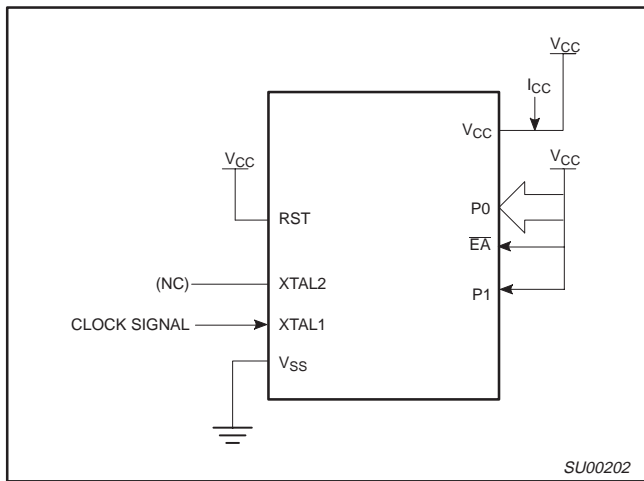 VCC
ICC
VCC
VCC
VCC
P0
RST
EA
(NC)
XTAL2
P1
CLOCK SIGNAL
XTAL1
VSS
SU00202